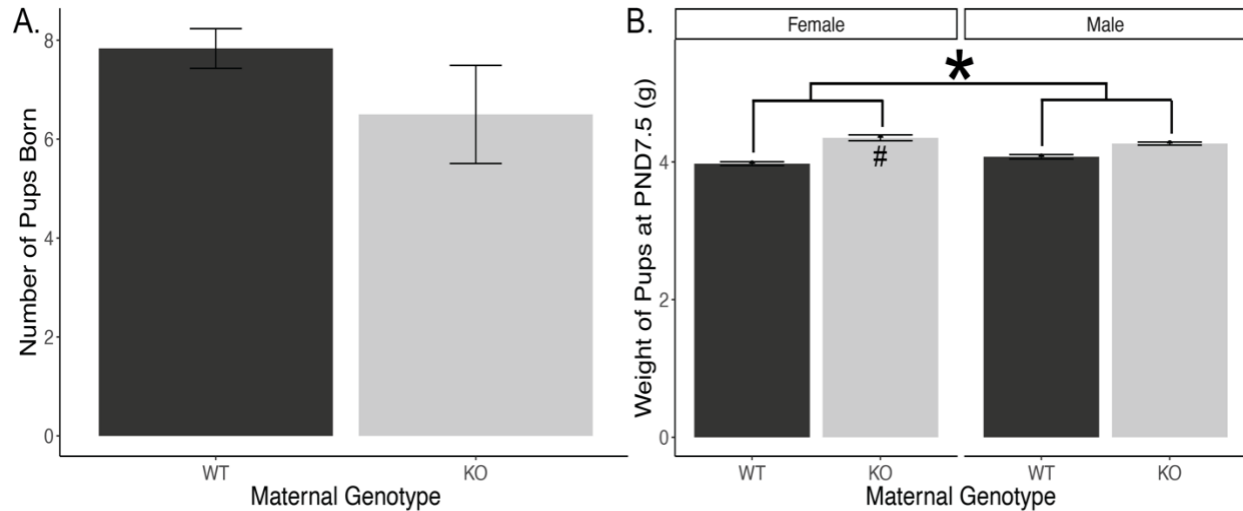 A.
Number of Pups Born
8
6
4
2
0
WT
KO
Maternal Genotype
B.
Female
Male
*
#
Weight of Pups at PND7.5 (g)
4
2
0
WT
KO
WT
KO
Maternal Genotype